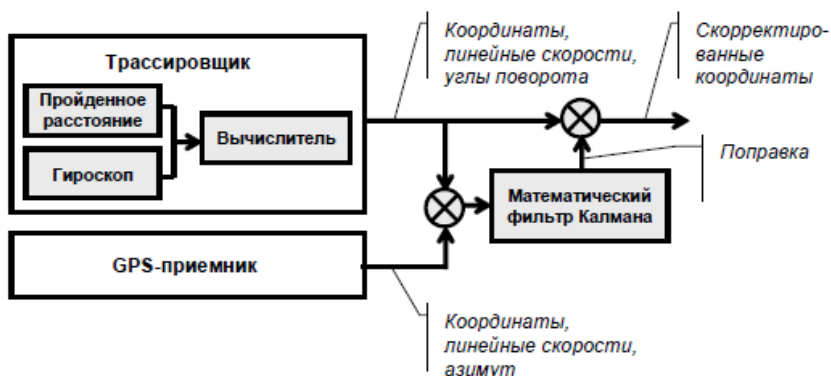 Трассировщик
Пройденное
расстояние
Гироскоп
Вычислитель
GPS-приемник
Координаты,
линейные скорости,
углы поворота
Скорректиро-
ванные
координаты
Поправка
Математический
фильтр Калмана
Координаты,
линейные скорости,
азимут